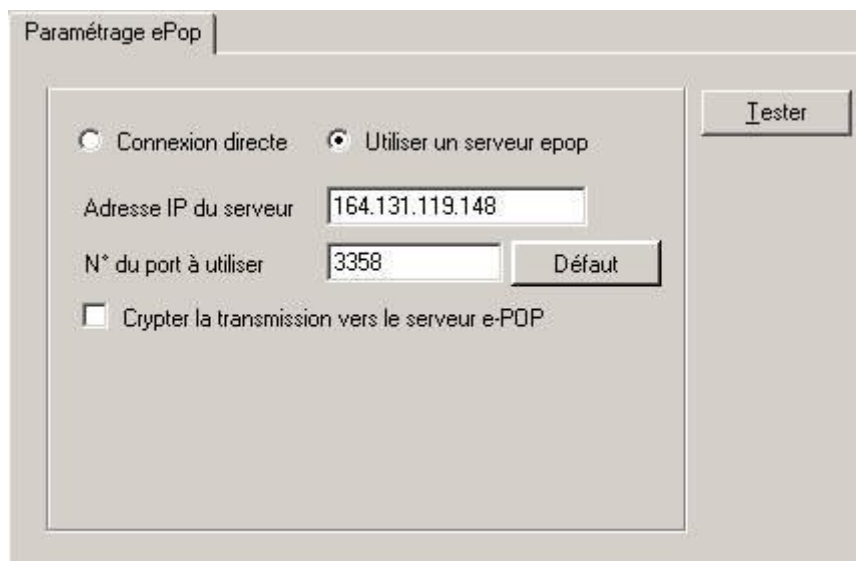 Paramétrage ePop
Tester
Connexion directe Utiliser un serveur epop
Adresse IP du serveur 164.131.119.148
N° du port à utiliser 3358 Défaut
Crypter la transmission vers le serveur e-POP